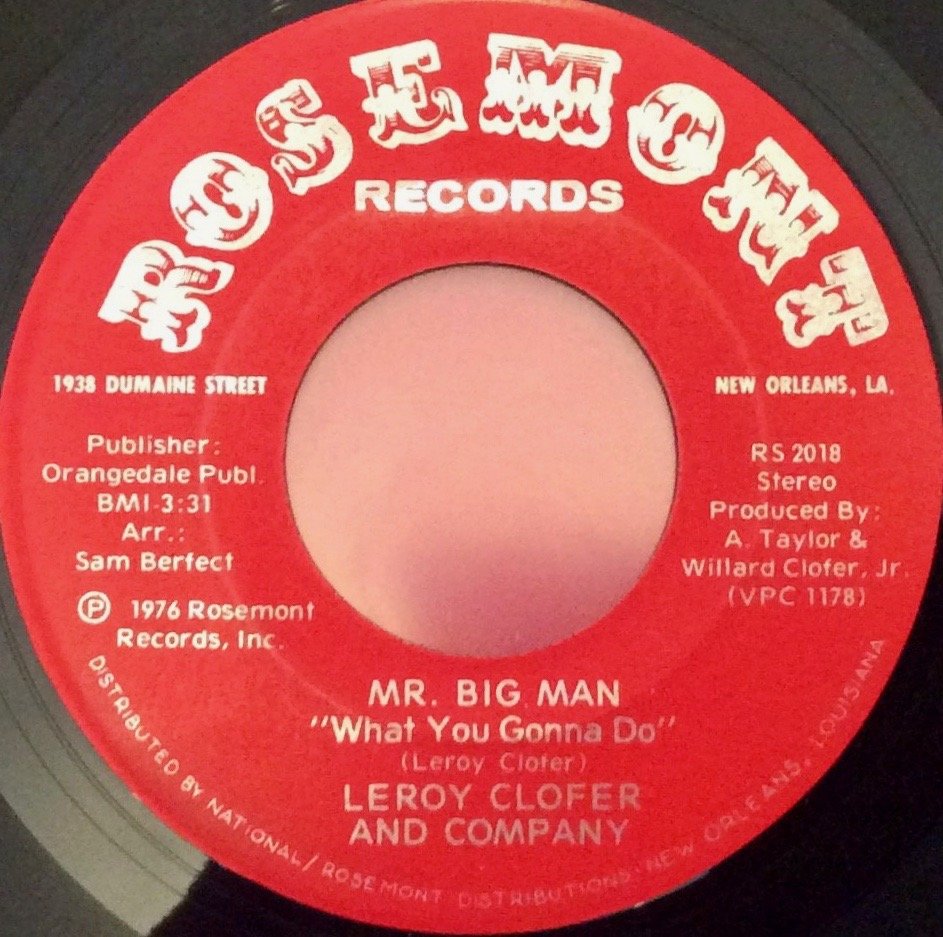 ROSEMONT
RECORDS
1938 DUMAINE STREET
NEW ORLEANS, LA.
Publisher:
Orangedale Publ.
BMI-3:31
Arr.:
Sam Berfect
Ⓟ 1976 Rosemont
Records, Inc.
RS 2018
Stereo
Produced By:
A. Taylor &
Willard Clofer, Jr.
(VPC 1178)
MR. BIG MAN
"What You Gonna Do"
(Leroy Clofer)
LEROY CLOFER
AND COMPANY
DISTRIBUTED BY NATIONAL/ROSEMONT DISTRIBUTIONS NEW ORLEANS, LOUISIANA